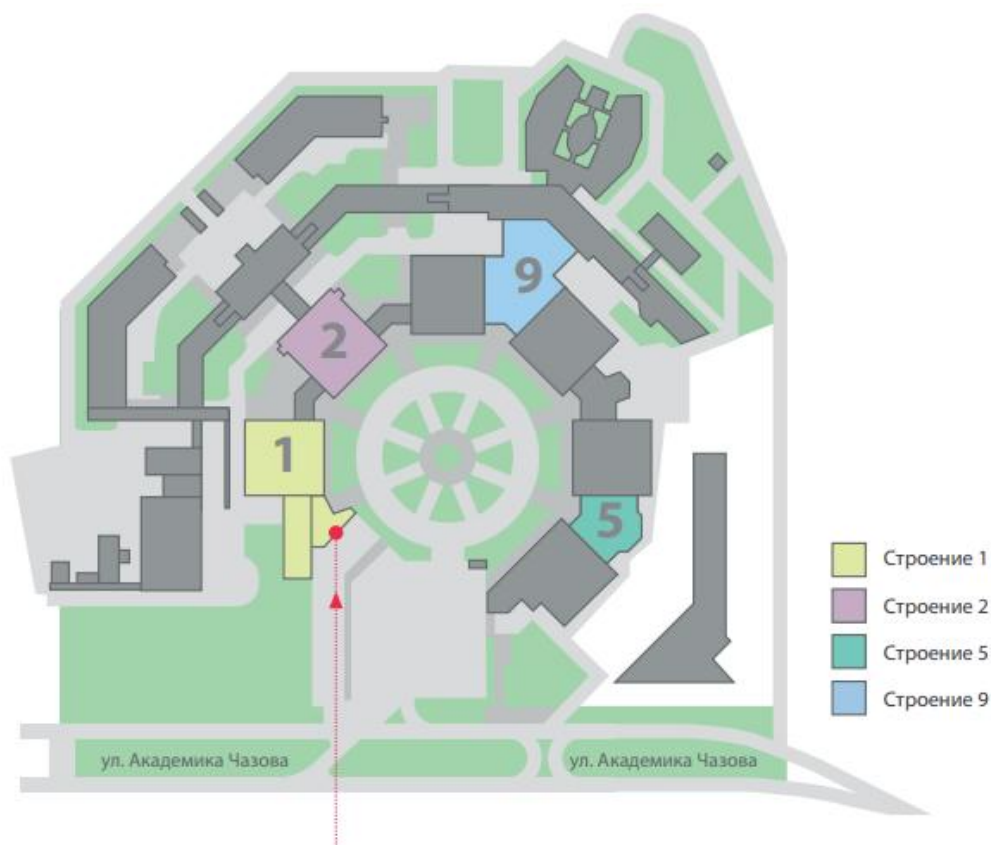 9
2
1
5
Строение 1
Строение 2
Строение 5
Строение 9
ул. Академика Чазова
ул. Академика Чазова